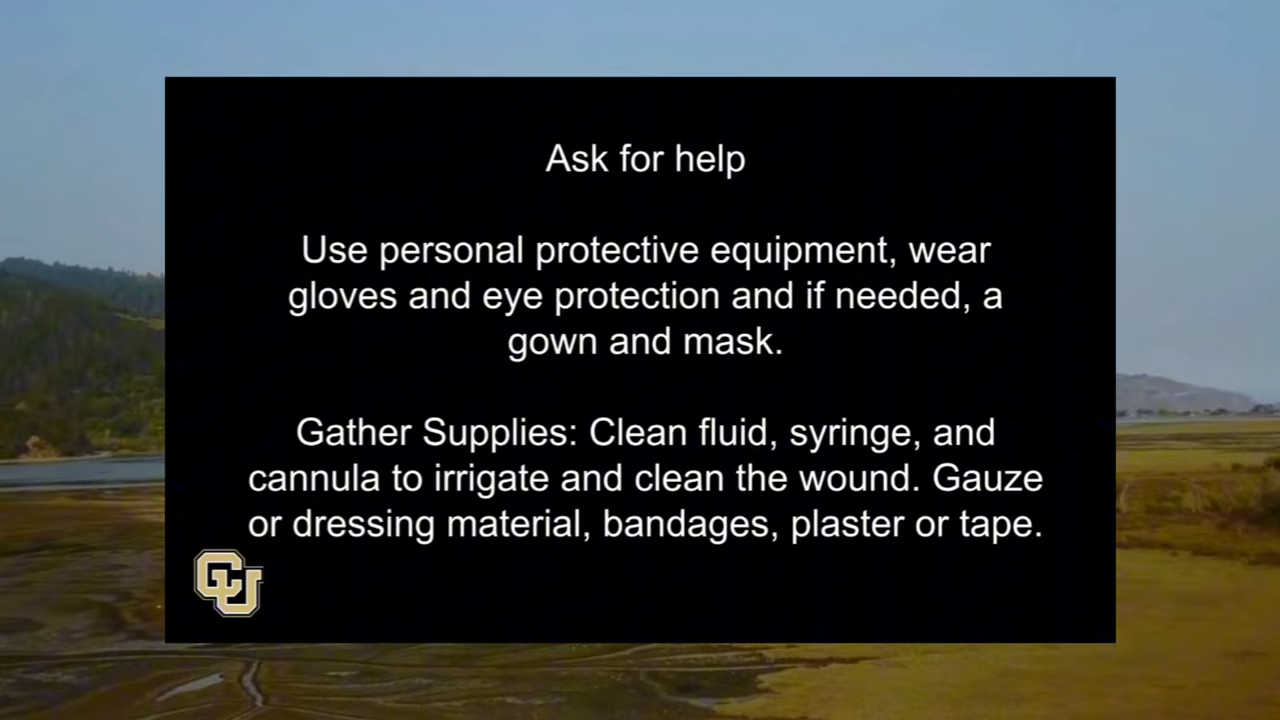 Ask for help
Use personal protective equipment, wear
gloves and eye protection and if needed, a
gown and mask.
Gather Supplies: Clean fluid, syringe, and
cannula to irrigate and clean the wound. Gauze
or dressing material, bandages, plaster or tape.
CU